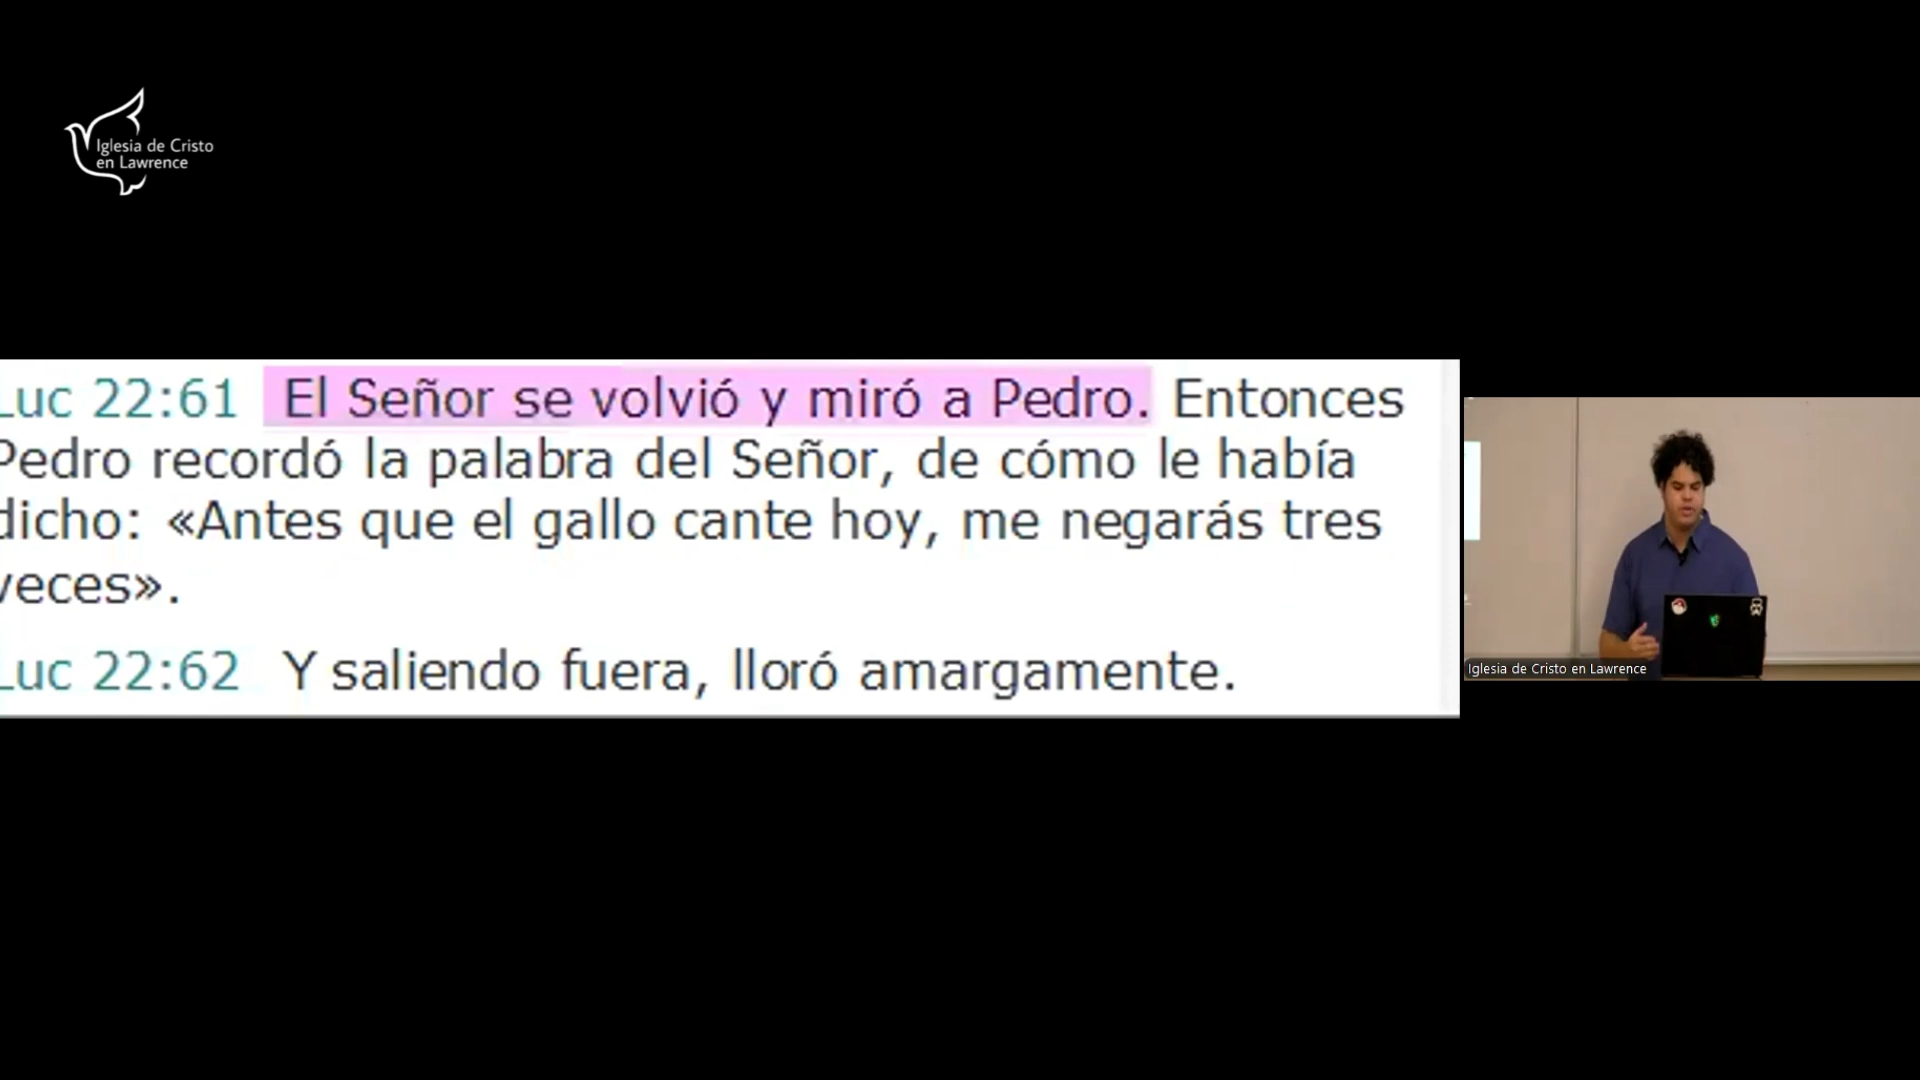 Iglesia de Cristo
en Lawrence
Luc 22:61 El Señor se volvió y miró a Pedro. Entonces
Pedro recordó la palabra del Señor, de cómo le había
dicho: «Antes que el gallo cante hoy, me negarás tres
veces».
Luc 22:62 Y saliendo fuera, lloró amargamente.
Iglesia de Cristo en Lawrence